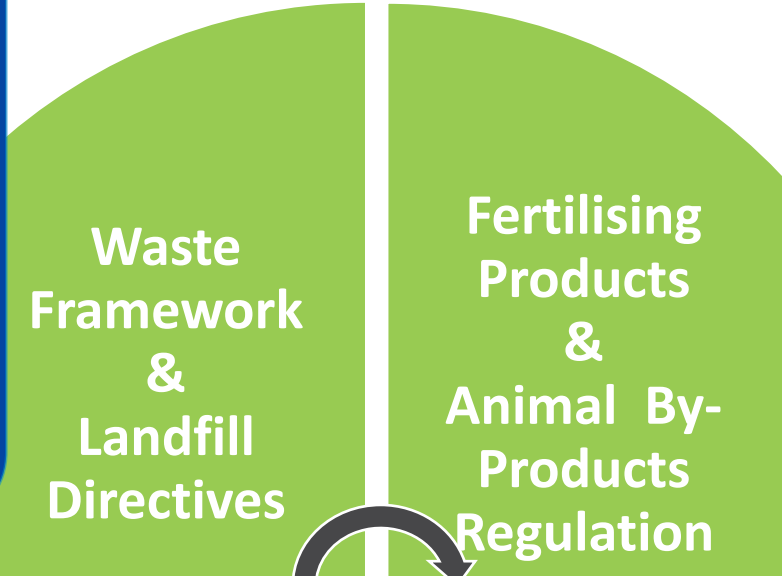 Waste
Framework
&
Landfill
Directives
Fertilising
Products
&
Animal By-
Products
Regulation